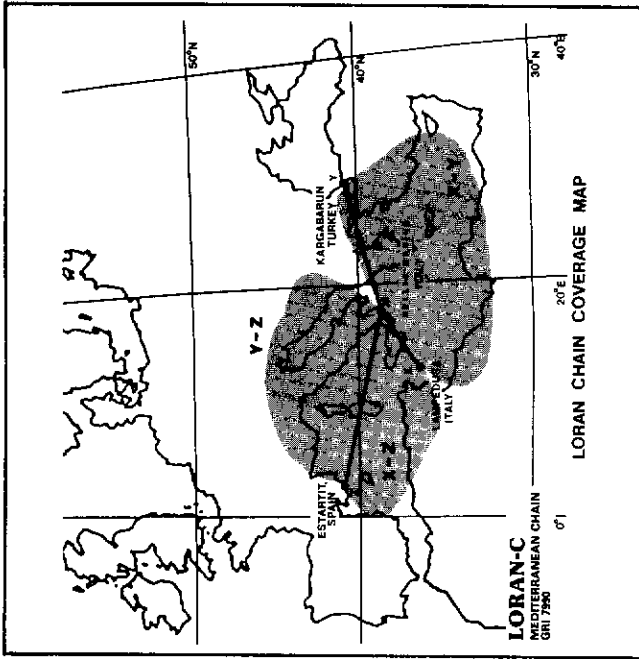 50°N
40°N
30°N
40°E
20°E
0°
KARGABARUN
TURKEY
Y
Y-Z
X-Y
X-Z
ESTARTIT,
SPAIN
LAMPEDUSA
ITALY
LORAN-C
MEDITERRANEAN CHAIN
GRI 7990
LORAN CHAIN COVERAGE MAP